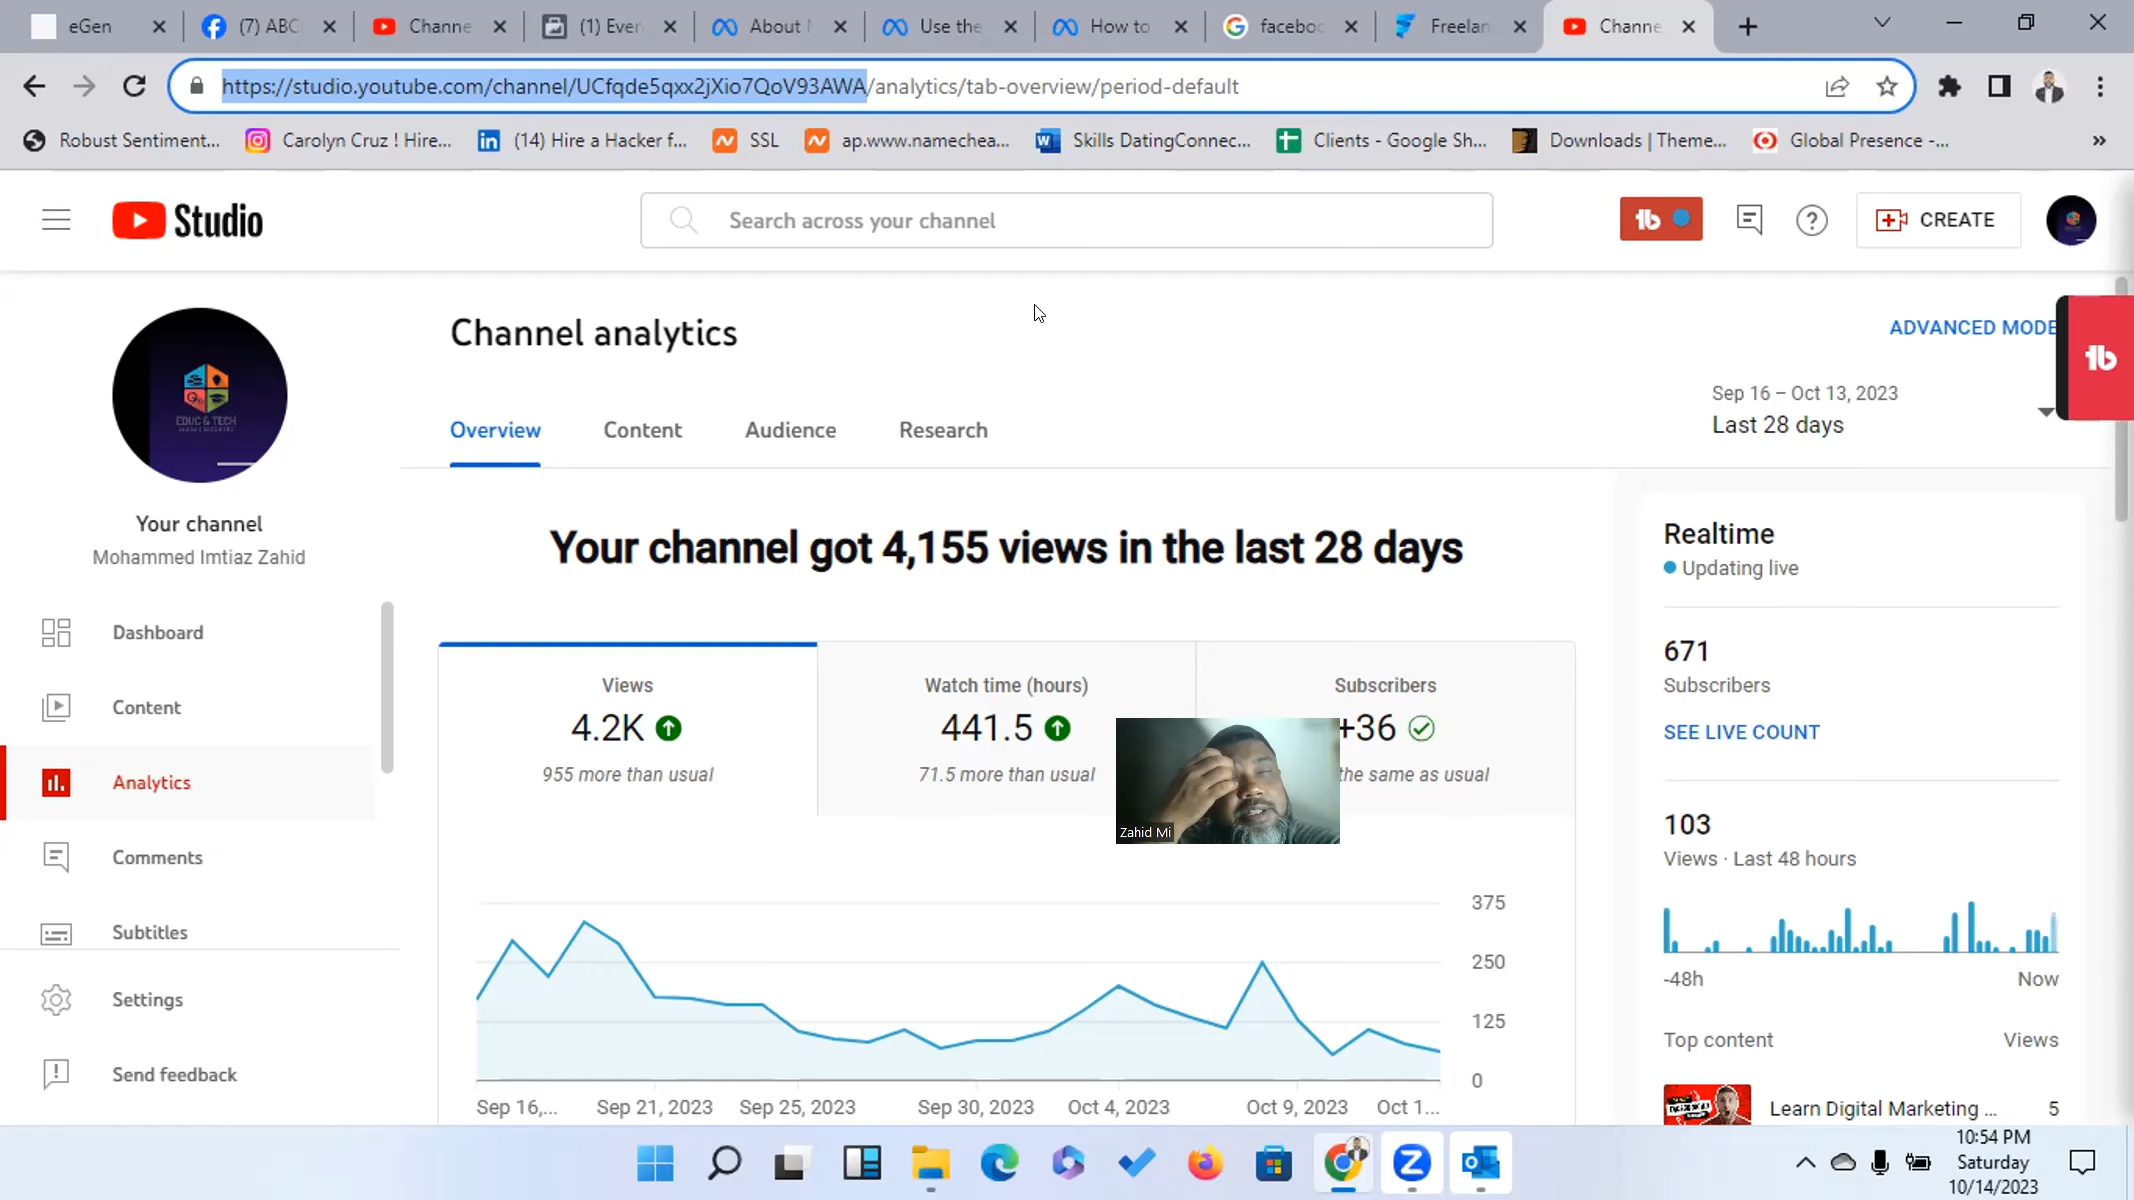 eGen
(7) ABC
Channe
(1) Even
About M
Use the
How to
faceboo
Freelan
Channe
https://studio.youtube.com/channel/UCfqde5qxx2jXio7QoV93AWA/analytics/tab-overview/period-default
Robust Sentiment...
Carolyn Cruz ! Hire...
(14) Hire a Hacker f...
SSL
ap.www.namechea...
Skills DatingConnec...
Clients - Google Sh...
Downloads | Theme...
Global Presence -...
Studio
Search across your channel
CREATE
Channel analytics
ADVANCED MODE
Sep 16 – Oct 13, 2023
Last 28 days
Overview
Content
Audience
Research
EDUC & TECH
Your channel
Mohammed Imtiaz Zahid
Dashboard
Content
Analytics
Comments
Subtitles
Settings
Send feedback
Your channel got 4,155 views in the last 28 days
Views
4.2K
955 more than usual
Watch time (hours)
441.5
71.5 more than usual
Subscribers
+36
the same as usual
Zahid Mi
375
250
125
0
Sep 16,...
Sep 21, 2023
Sep 25, 2023
Sep 30, 2023
Oct 4, 2023
Oct 9, 2023
Oct 1...
Realtime
Updating live
671
Subscribers
SEE LIVE COUNT
103
Views · Last 48 hours
-48h
Now
Top content
Views
Learn Digital Marketing ...
5
10:54 PM
Saturday
10/14/2023